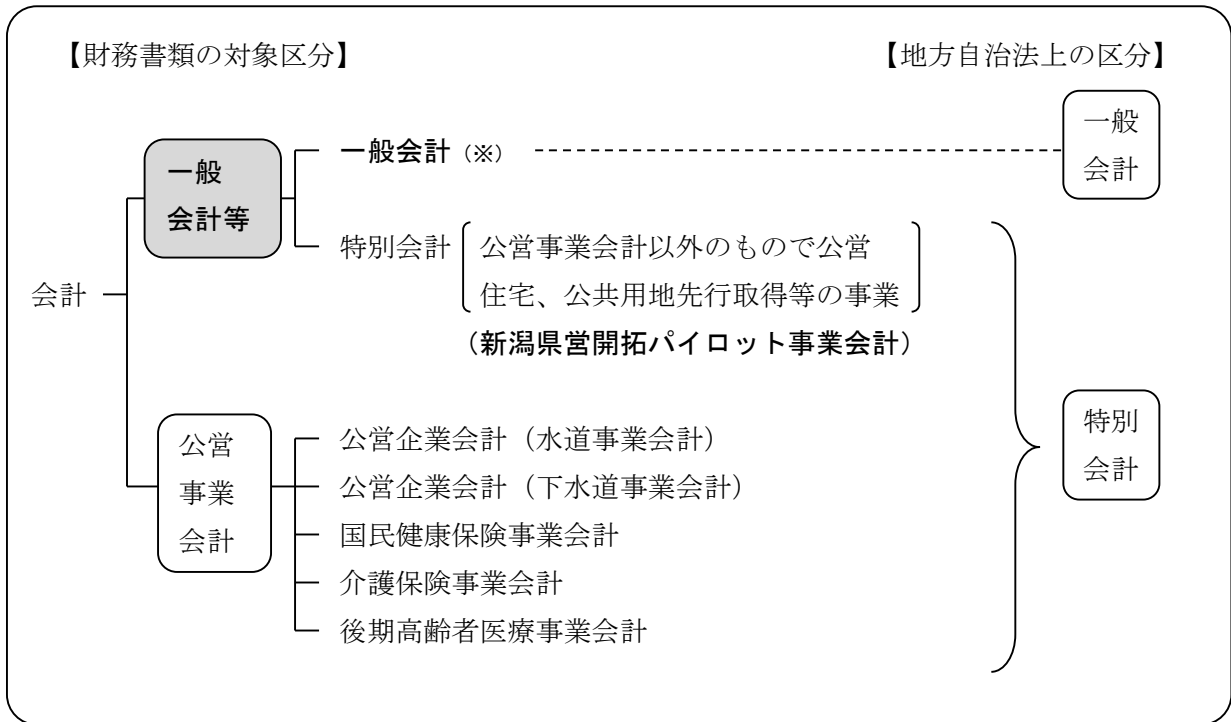 【財務書類の対象区分】
【地方自治法上の区分】
会計
一般
会計等
一般会計(※)
一般
会計
特別会計
公営事業会計以外のもので公営
住宅、公共用地先行取得等の事業
（新潟県営開拓パイロット事業会計）
公営
事業
会計
公営企業会計（水道事業会計）
公営企業会計（下水道事業会計）
国民健康保険事業会計
介護保険事業会計
後期高齢者医療事業会計
特別
会計